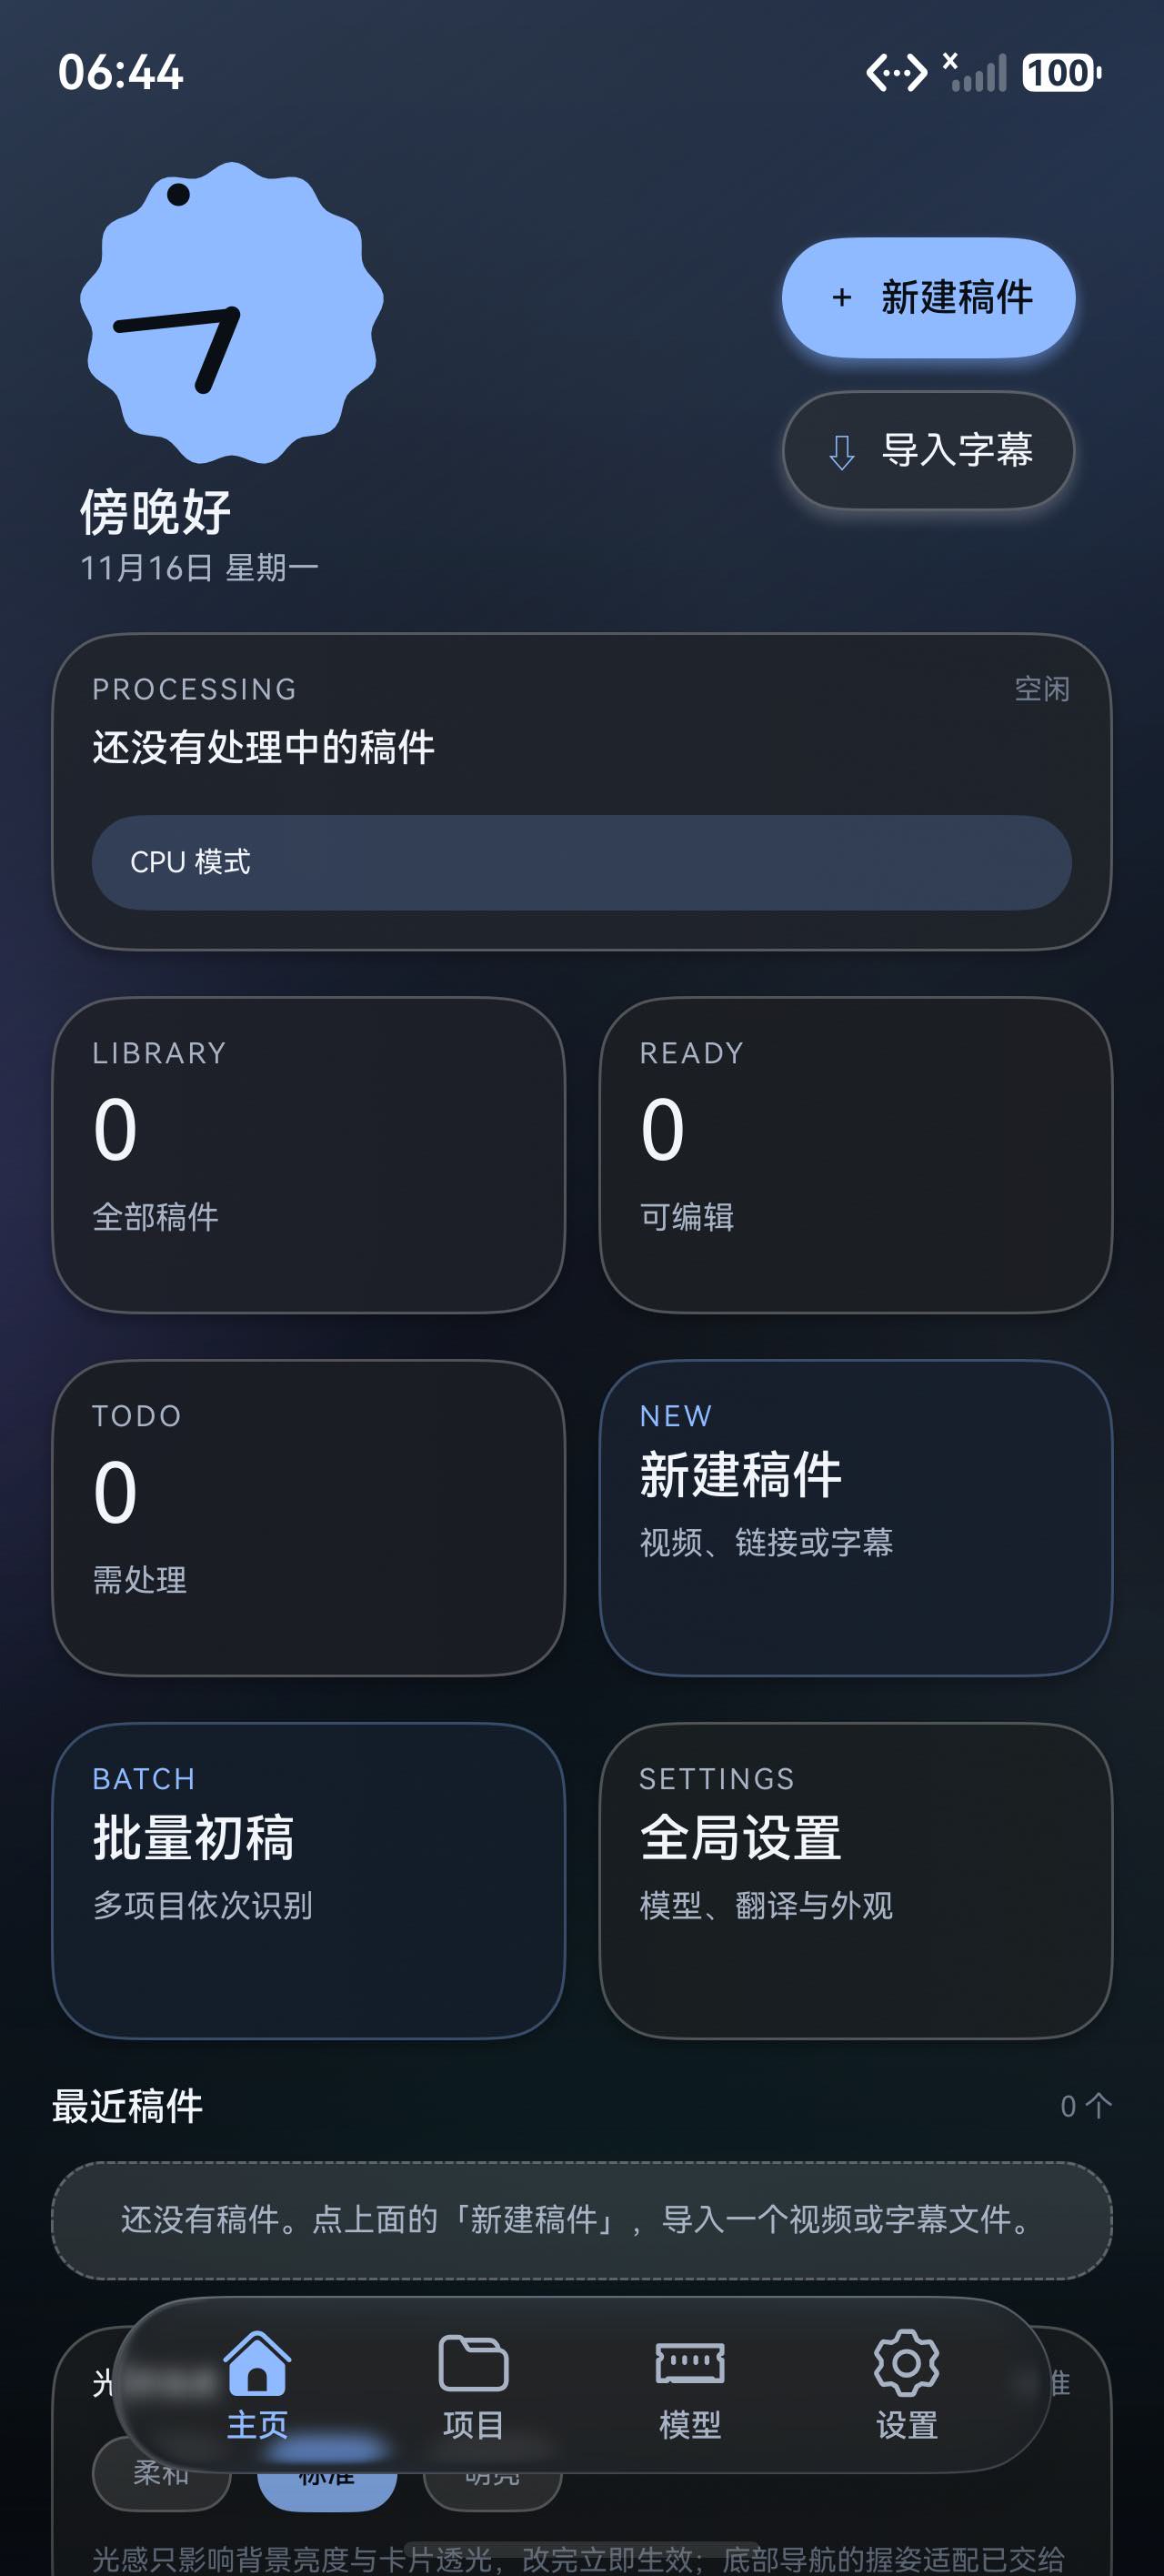 06:44
100
+ 新建稿件
导入字幕
傍晚好
11月16日 星期一
PROCESSING
空闲
还没有处理中的稿件
CPU 模式
LIBRARY
0
全部稿件
READY
0
可编辑
TODO
0
需处理
NEW
新建稿件
视频、链接或字幕
BATCH
批量初稿
多项目依次识别
SETTINGS
全局设置
模型、翻译与外观
最近稿件
0 个
还没有稿件。点上面的「新建稿件」，导入一个视频或字幕文件。
光
准
主页
项目
模型
设置
柔和
标准
明亮
光感只影响背景亮度与卡片透光，改完立即生效；底部导航的握姿适配已交给